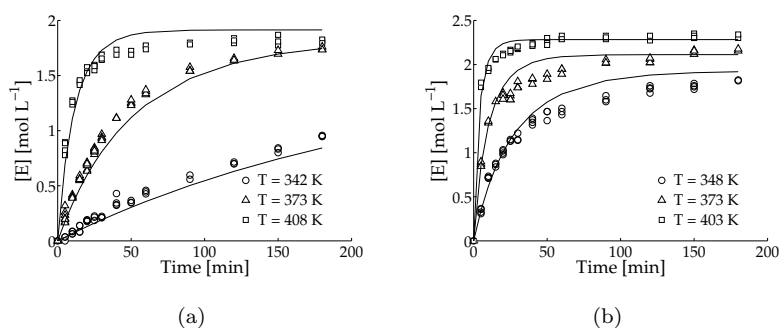 2
1.5
1
0.5
0
[E] [mol L⁻¹]
T = 342 K
T = 373 K
T = 408 K
0 50 100 150 200
Time [min]
(a)
2.5
2
1.5
1
0.5
0
[E] [mol L⁻¹]
T = 348 K
T = 373 K
T = 403 K
0 50 100 150 200
Time [min]
(b)